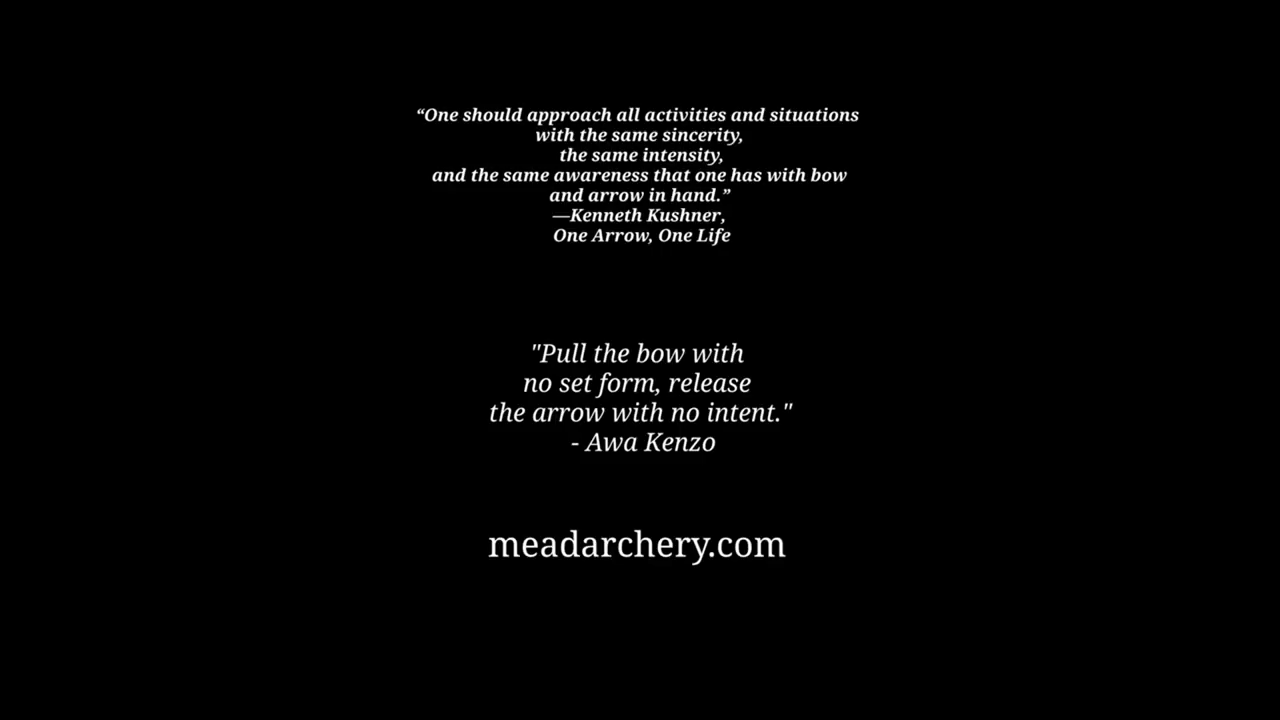 “One should approach all activities and situations
with the same sincerity,
the same intensity,
and the same awareness that one has with bow
and arrow in hand.”
—Kenneth Kushner,
One Arrow, One Life
"Pull the bow with
no set form, release
the arrow with no intent."
- Awa Kenzo
meadarchery.com